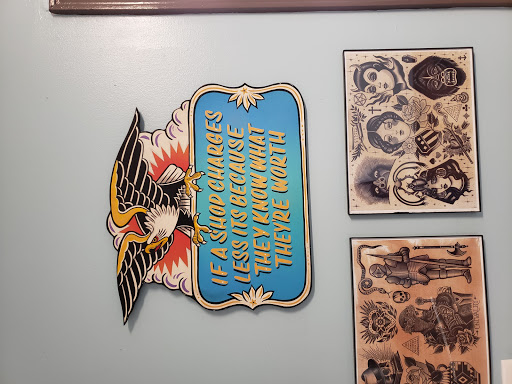 IF A SHOP CHARGES
LESS ITS BECAUSE
THEY KNOW WHAT
THEYRE WORTH